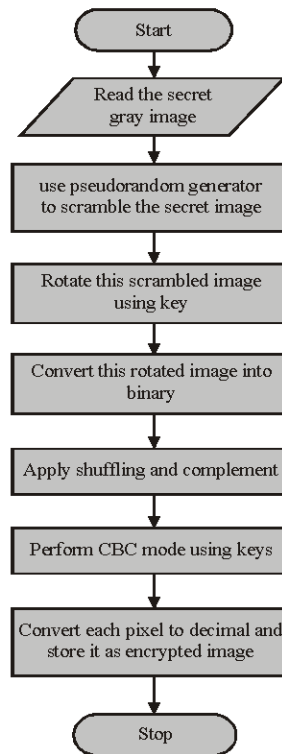 Start
Read the secret
gray image
use pseudorandom generator
to scramble the secret image
Rotate this scrambled image
using key
Convert this rotated image into
binary
Apply shuffling and complement
Perform CBC mode using keys
Convert each pixel to decimal and
store it as encrypted image
Stop